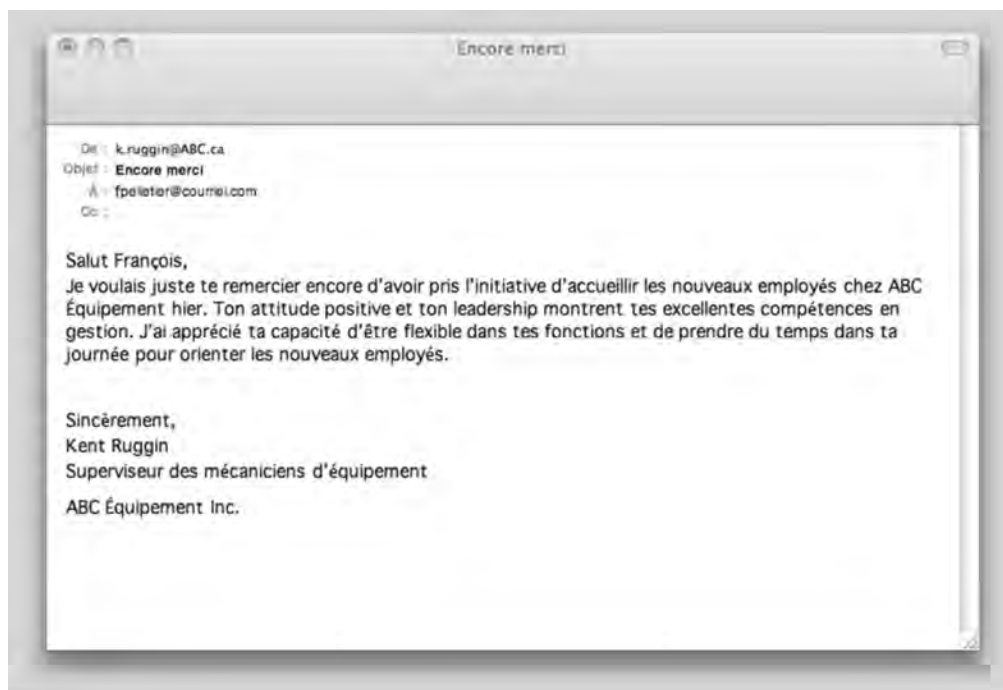 Encore merci
De : k.ruggin@ABC.ca
Objet : Encore merci
À : fpelletier@courriel.com
Cc :
Salut François,
Je voulais juste te remercier encore d'avoir pris l'initiative d'accueillir les nouveaux employés chez ABC
Équipement hier. Ton attitude positive et ton leadership montrent tes excellentes compétences en
gestion. J'ai apprécié ta capacité d'être flexible dans tes fonctions et de prendre du temps dans ta
journée pour orienter les nouveaux employés.
Sincèrement,
Kent Ruggin
Superviseur des mécaniciens d'équipement
ABC Équipement Inc.